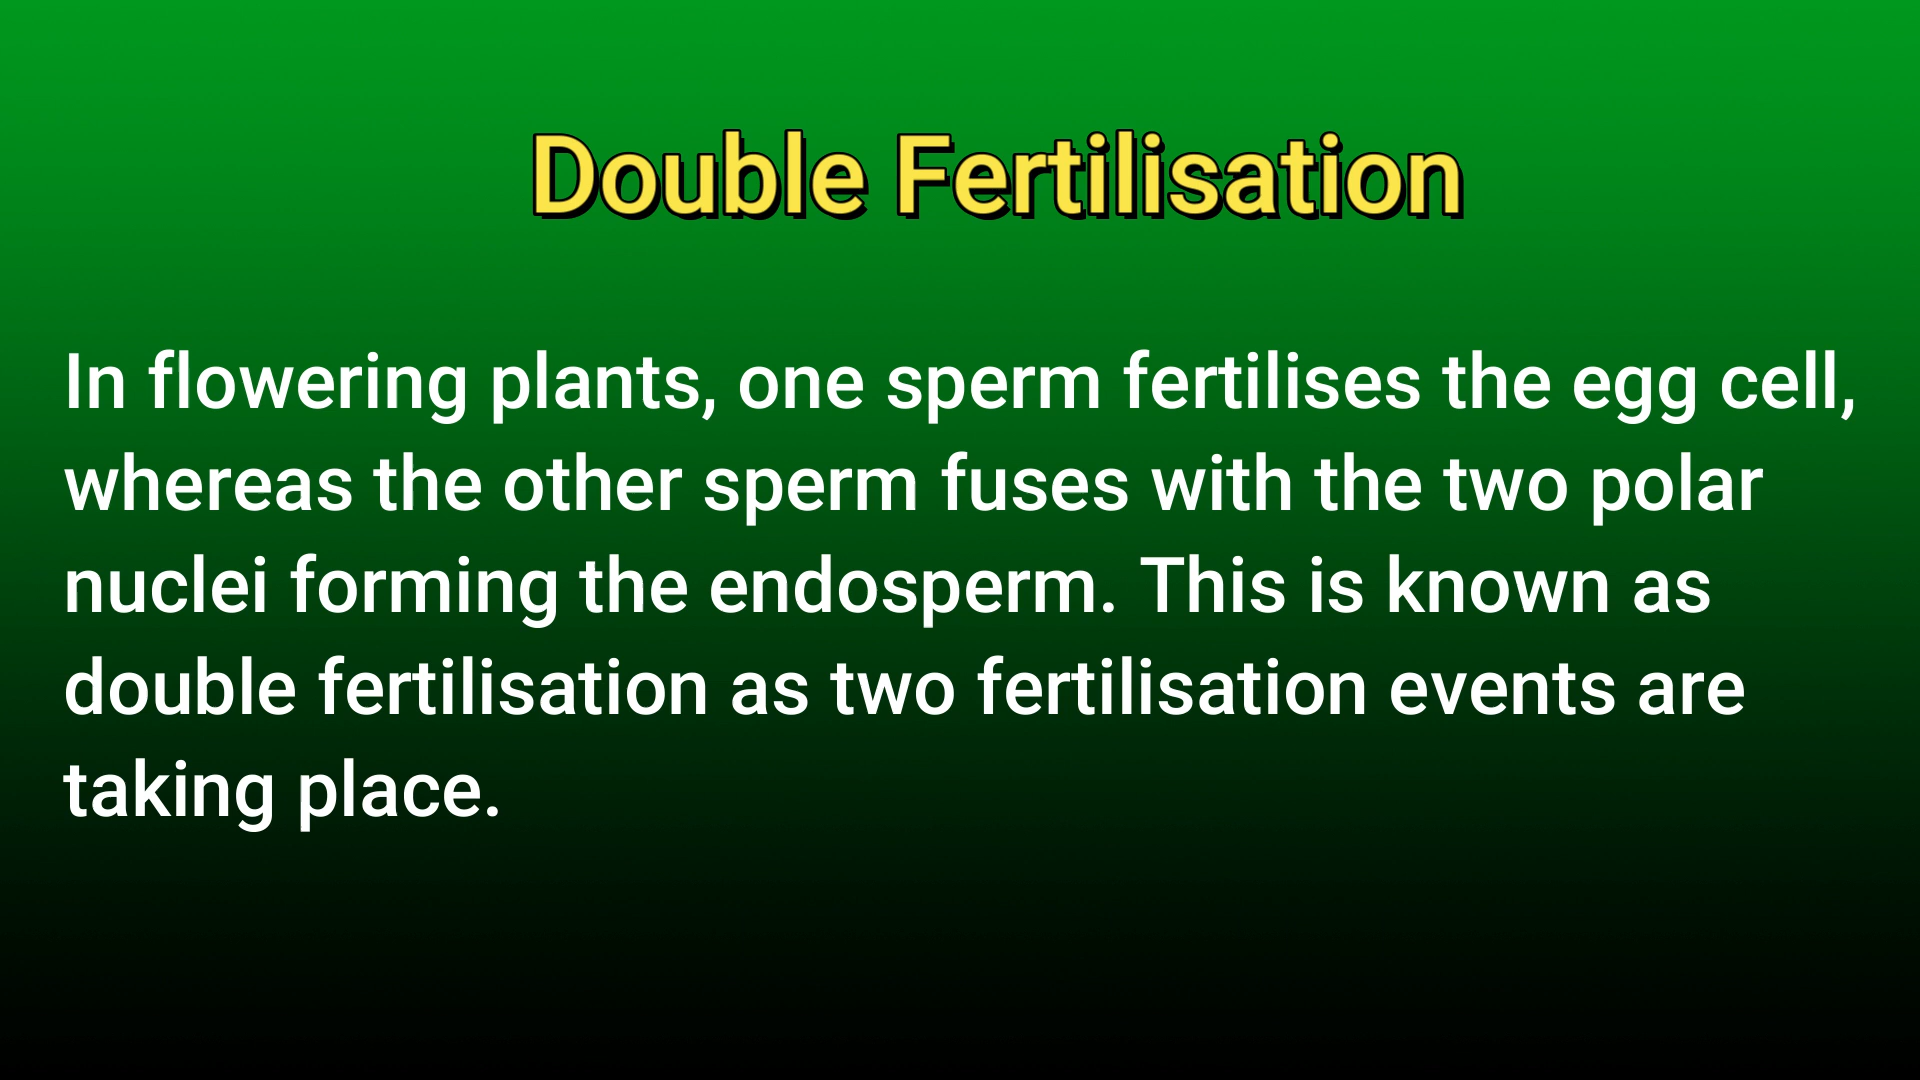 Double Fertilisation
In flowering plants, one sperm fertilises the egg cell,
whereas the other sperm fuses with the two polar
nuclei forming the endosperm. This is known as
double fertilisation as two fertilisation events are
taking place.